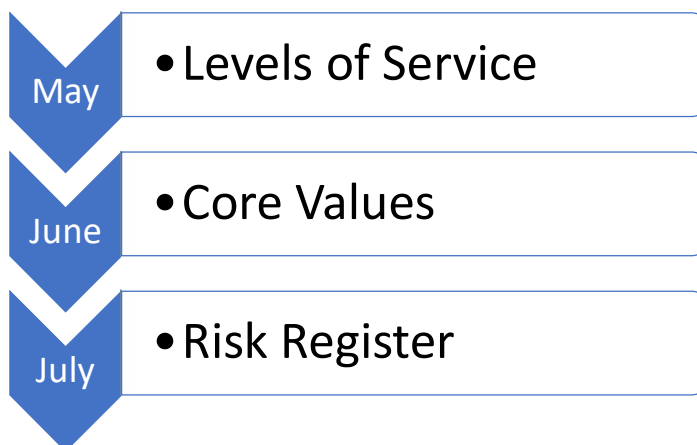 May
• Levels of Service
June
• Core Values
July
• Risk Register